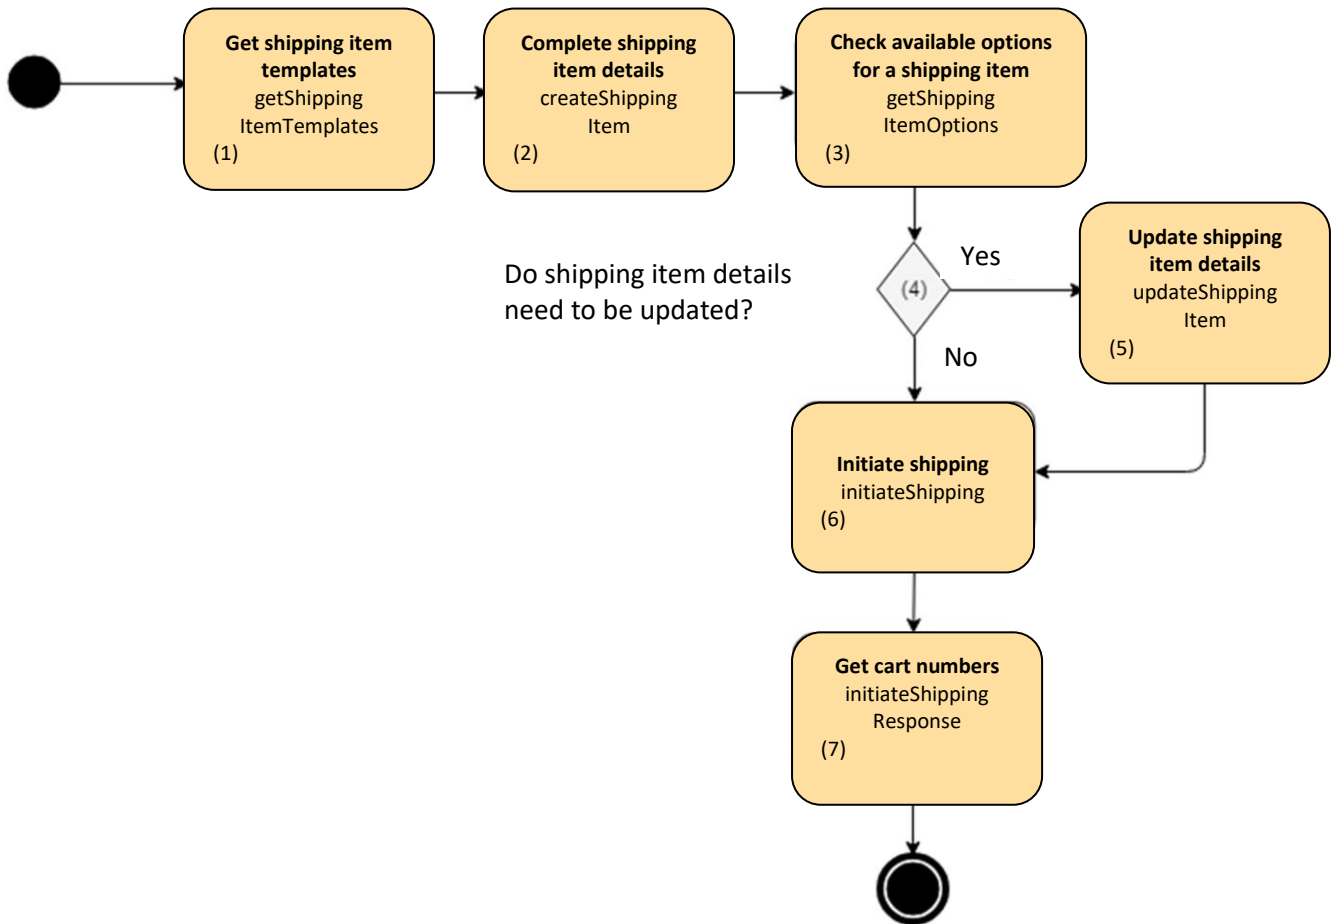 Get shipping item
templates
getShipping
ItemTemplates
(1)
Complete shipping
item details
createShipping
Item
(2)
Check available options
for a shipping item
getShipping
ItemOptions
(3)
Do shipping item details
need to be updated?
(4)
Yes
No
Update shipping
item details
updateShipping
Item
(5)
Initiate shipping
initiateShipping
(6)
Get cart numbers
initiateShipping
Response
(7)